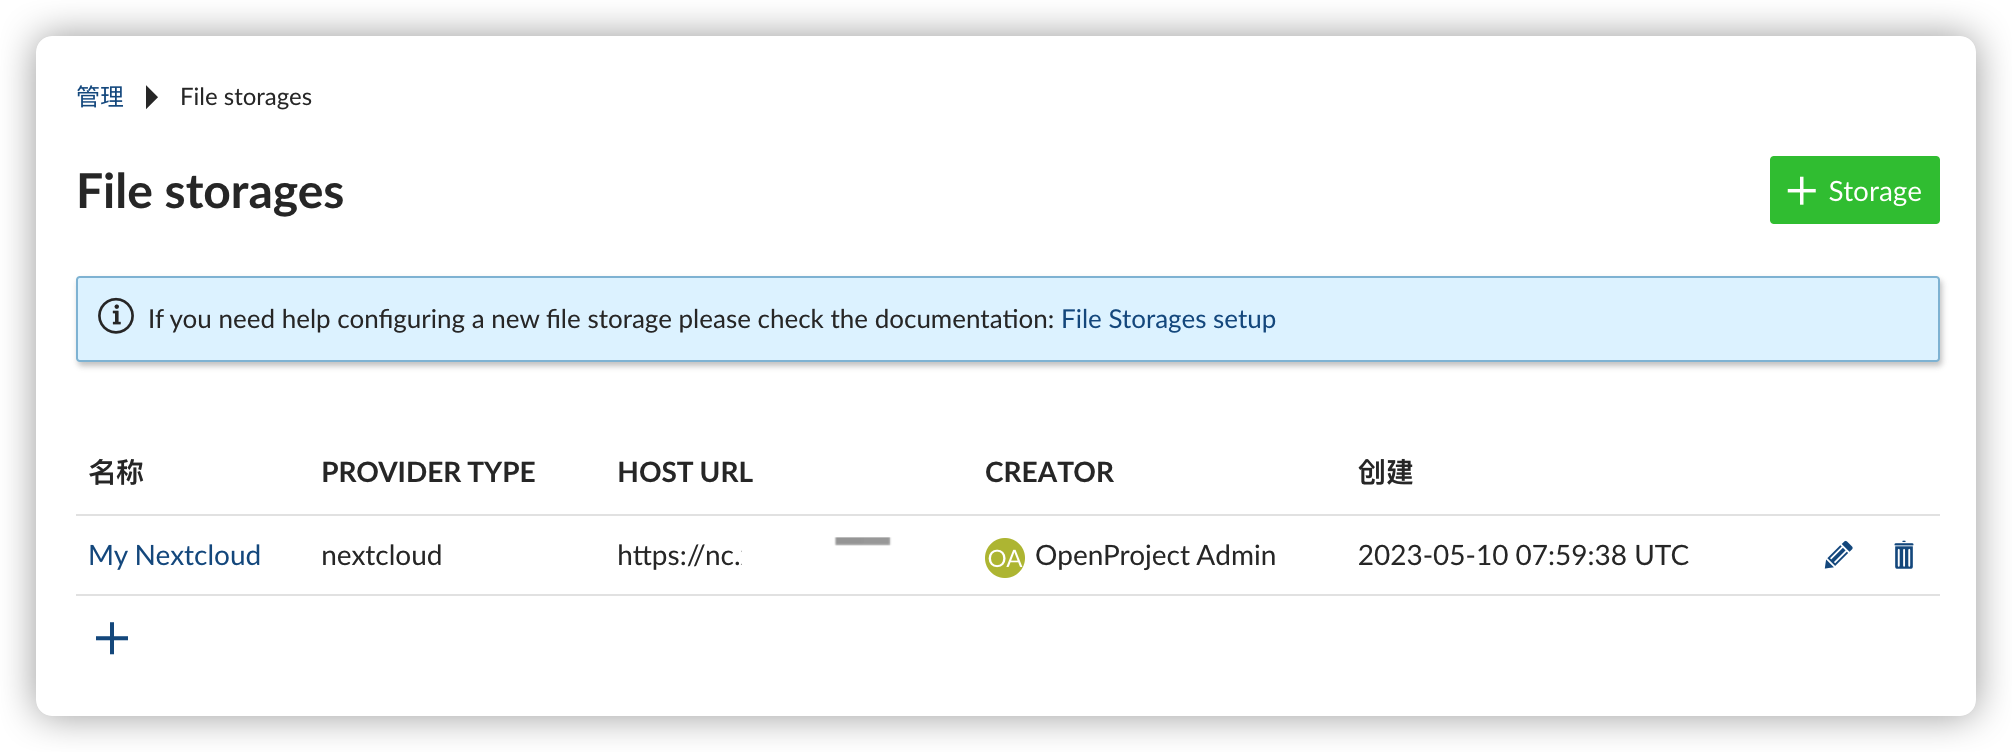 管理 File storages
File storages
Storage
If you need help configuring a new file storage please check the documentation: File Storages setup
名称 PROVIDER TYPE HOST URL CREATOR 创建
My Nextcloud nextcloud https://nc. OA OpenProject Admin 2023-05-10 07:59:38 UTC